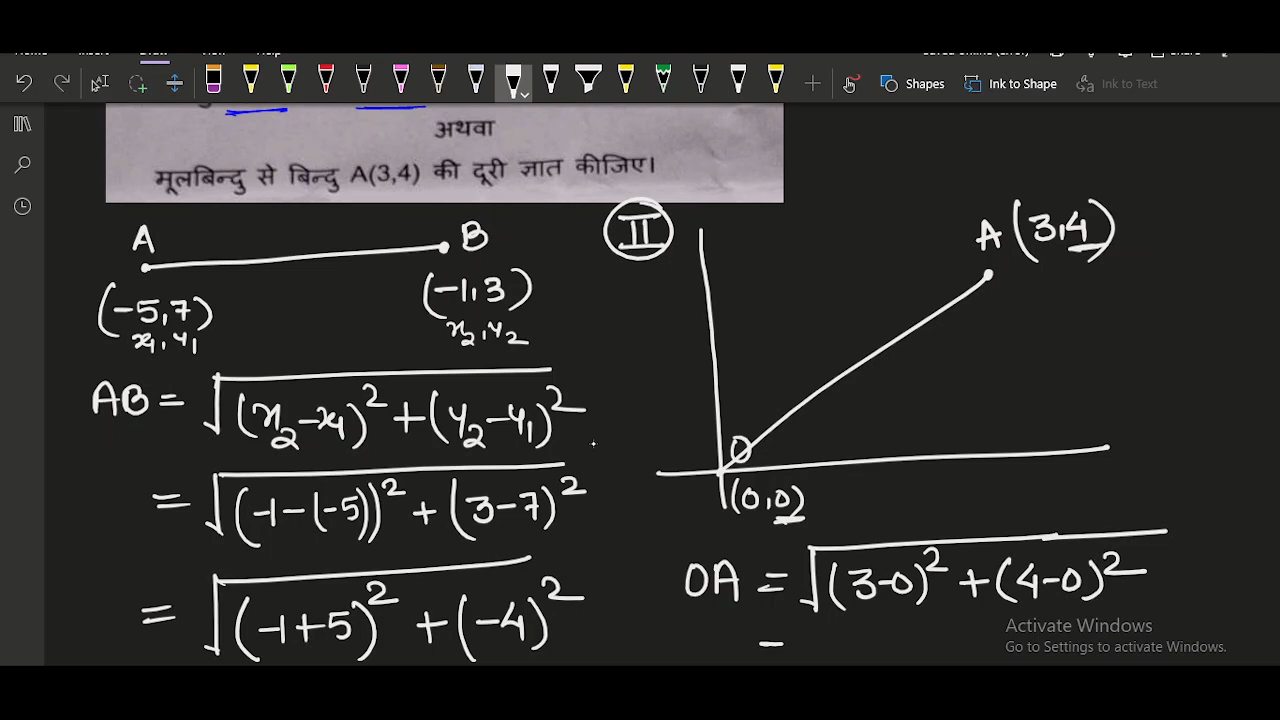 Shapes
Ink to Shape
Ink to Text
अथवा
मूलबिन्दु से बिन्दु A(3,4) की दूरी ज्ञात कीजिए।
A
B
(-5,7)
x₁, y₁
(-1,3)
x₂, y₂
AB = √(x₂-x₁)² + (y₂-y₁)²
= √(-1-(-5))² + (3-7)²
= √(-1+5)² + (-4)²
II
A (3,4)
O
(0,0)
OA = √(3-0)² + (4-0)²
=
Activate Windows
Go to Settings to activate Windows.